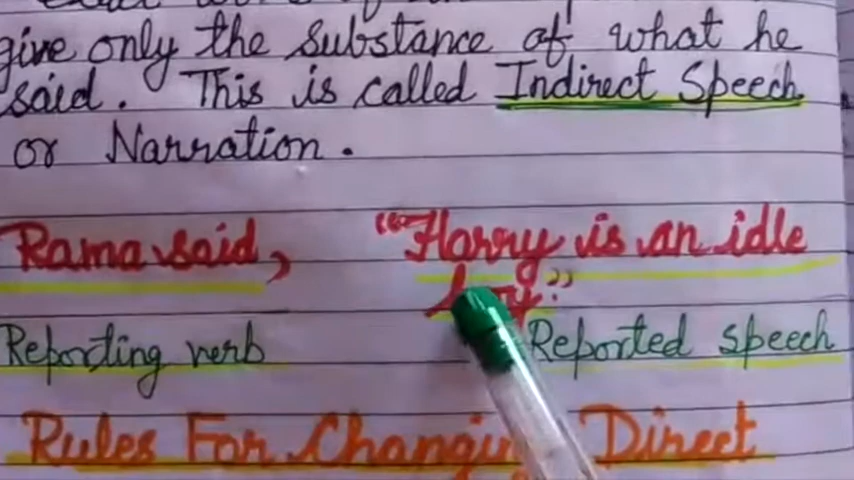 give only the substance of what he
said. This is called Indirect Speech
or Narration.
Rama said, "Harry is an idle
Reporting verb Reported speech
Rules For Changing Direct